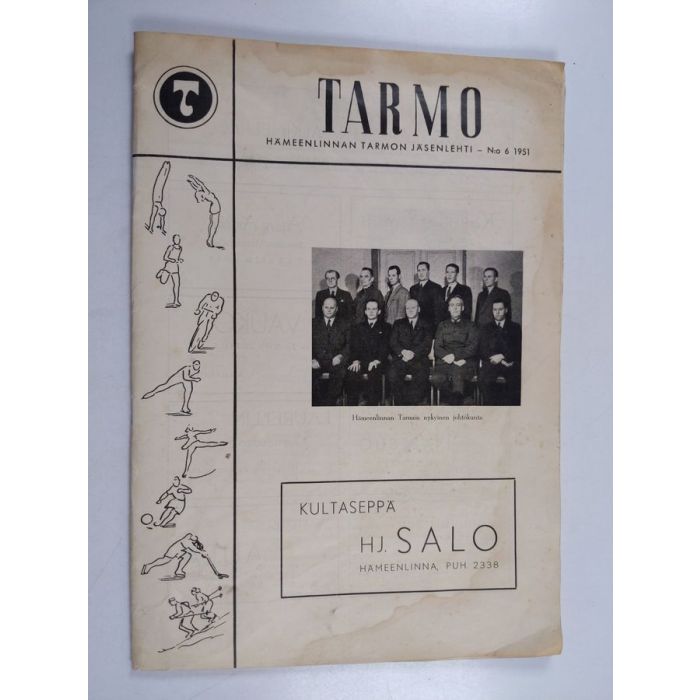 T
TARMO
HÄMEENLINNAN TARMON JÄSENLEHTI – N:o 6 1951
Hämeenlinnan Tarmon nykyinen johtokunta
KULTASEPPÄ
HJ. SALO
HÄMEENLINNA, PUH. 2338